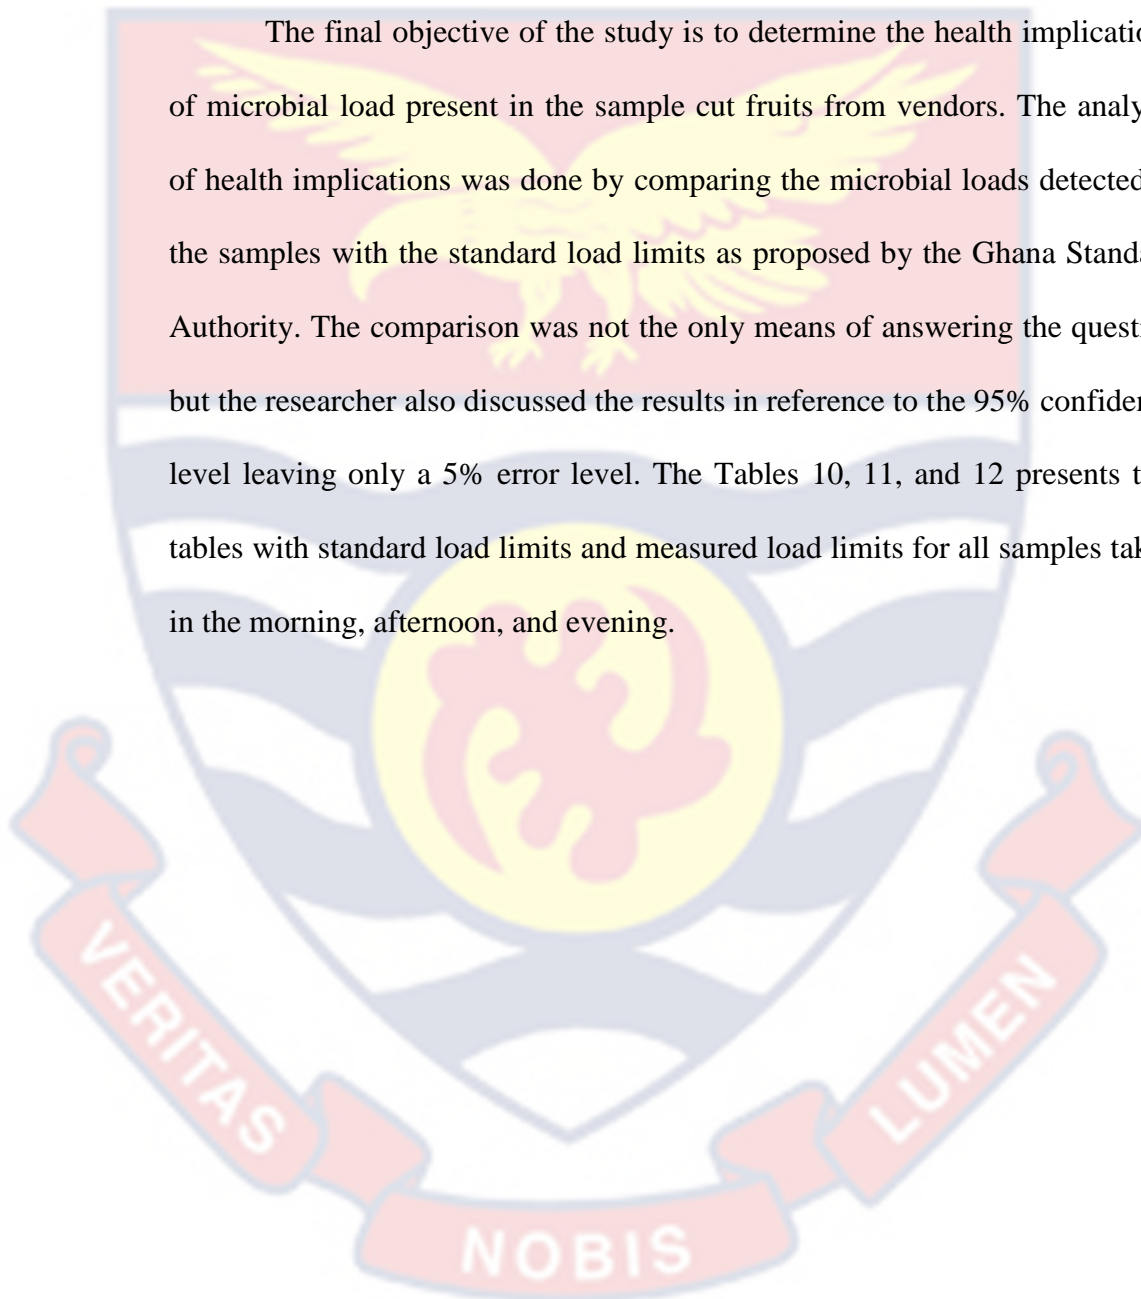 The final objective of the study is to determine the health implicatio
of microbial load present in the sample cut fruits from vendors. The analy
of health implications was done by comparing the microbial loads detected
the samples with the standard load limits as proposed by the Ghana Standa
Authority. The comparison was not the only means of answering the questi
but the researcher also discussed the results in reference to the 95% confiden
level leaving only a 5% error level. The Tables 10, 11, and 12 presents t
tables with standard load limits and measured load limits for all samples tak
in the morning, afternoon, and evening.
VERITAS
NOBIS
LUMEN